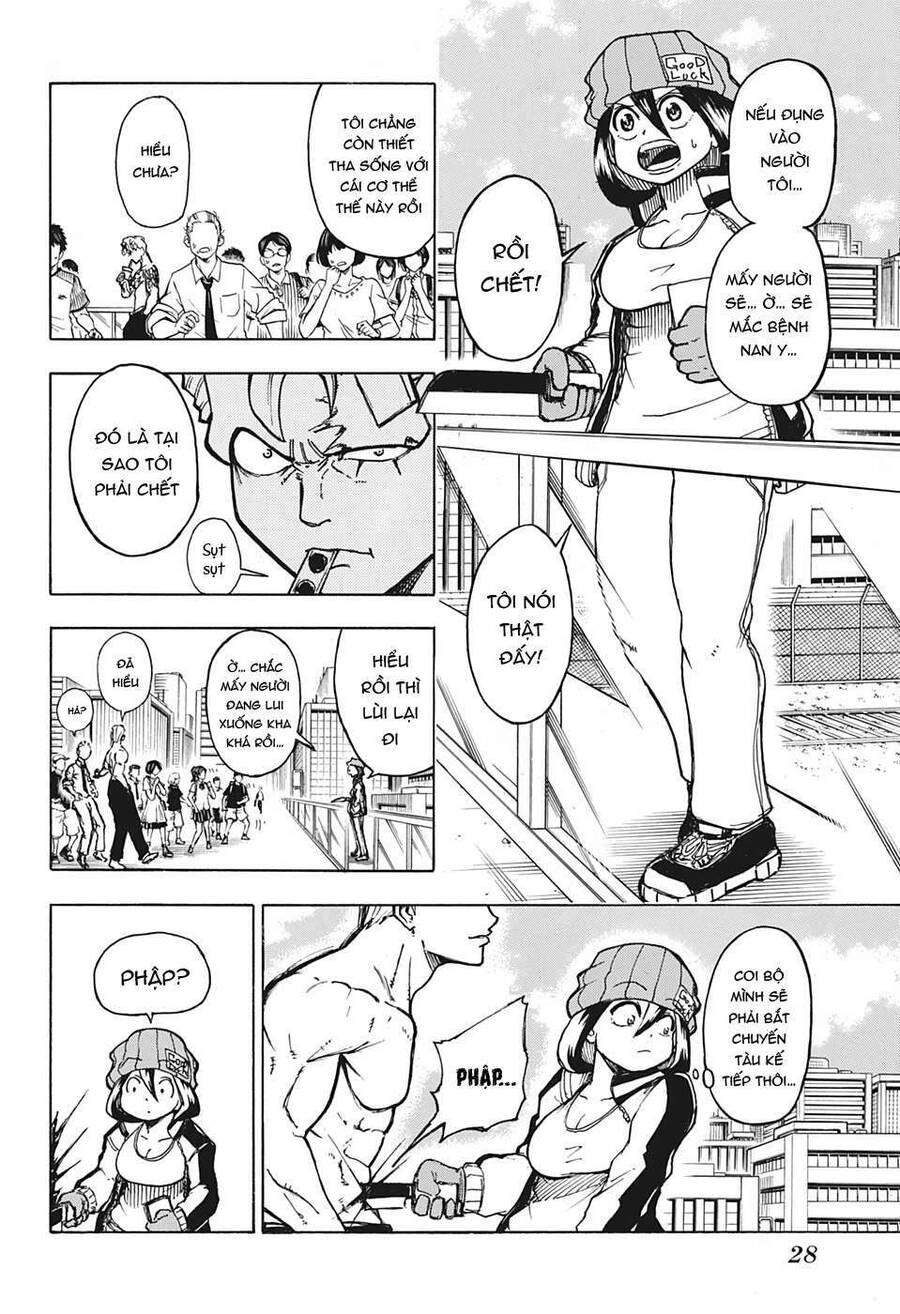 GOOD
LUCK
NẾU ĐỤNG
VÀO
NGƯỜI
TÔI...
MẤY NGƯỜI
SẼ... Ờ... SẼ
MẮC BỆNH
NAN Y...
RỒI
CHẾT!
TÔI NÓI
THẬT
ĐẤY!
TÔI CHẲNG
CÒN THIẾT
THA SỐNG VỚI
CÁI CƠ THỂ
THẾ NÀY RỒI
HIỂU
CHƯA?
ĐÓ LÀ TẠI
SAO TÔI
PHẢI CHẾT
Sụt
sụt
HIỂU
RỒI THÌ
LÙI LẠI
ĐI
Ờ... CHẮC
MẤY NGƯỜI
ĐANG LUI
XUỐNG KHA
KHÁ RỒI...
ĐÃ
HIỂU
HẢ?
COI BỘ
MÌNH SẼ
PHẢI BẮT
CHUYẾN
TÀU KẾ
TIẾP THÔI...
PHẬP...
PHẬP?
28